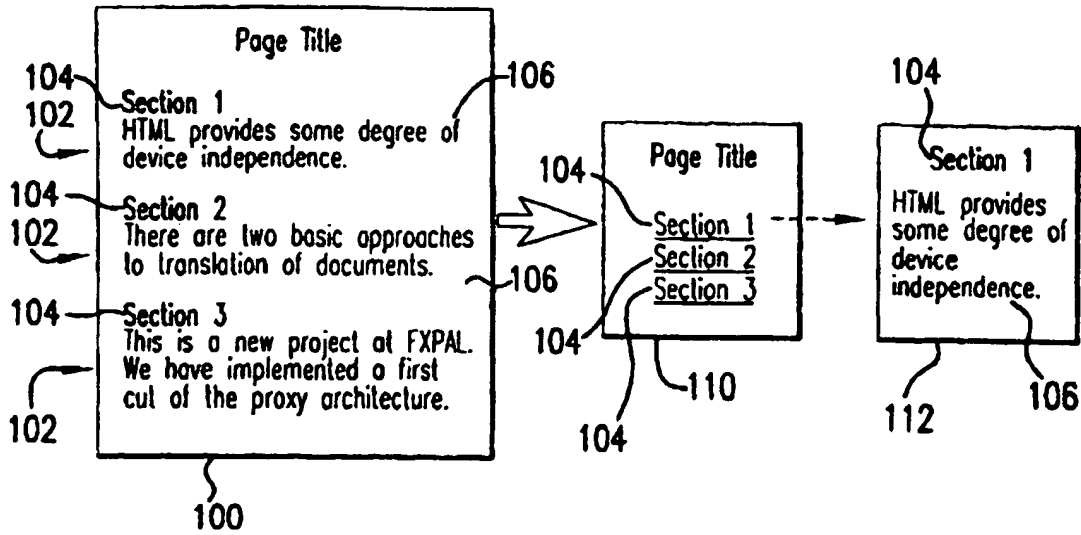 Page Title
104
Section 1
106
102
HTML provides some degree of
device independence.
104
Section 2
102
There are two basic approaches
to translation of documents.
106
104
Section 3
This is a new project at FXPAL.
We have implemented a first
cut of the proxy architecture.
102
100
Page Title
104
Section 1
Section 2
Section 3
104
104
110
104
Section 1
HTML provides
some degree of
device
independence.
112
106